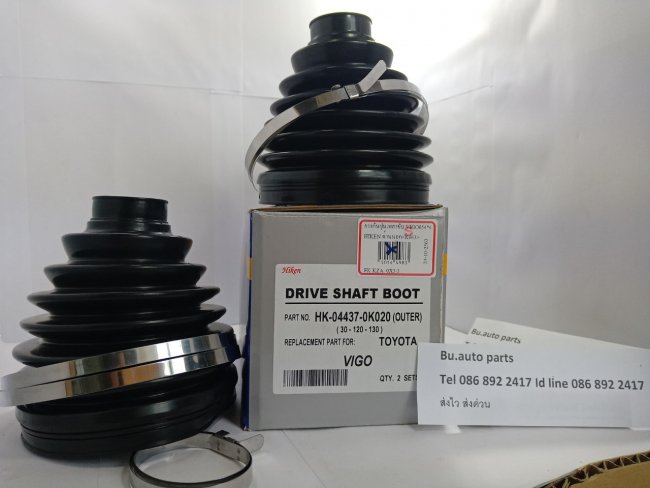 Hiken
DRIVE SHAFT BOOT
PART NO. HK-04437-0K020 (OUTER)
( 30 - 120 - 130 )
REPLACEMENT PART FOR: TOYOTA
VIGO
QTY. 2 SETS
Bu.auto parts
Tel 086 892 2417 Id line 086 892 2417
ส่งไว ส่งด่วน